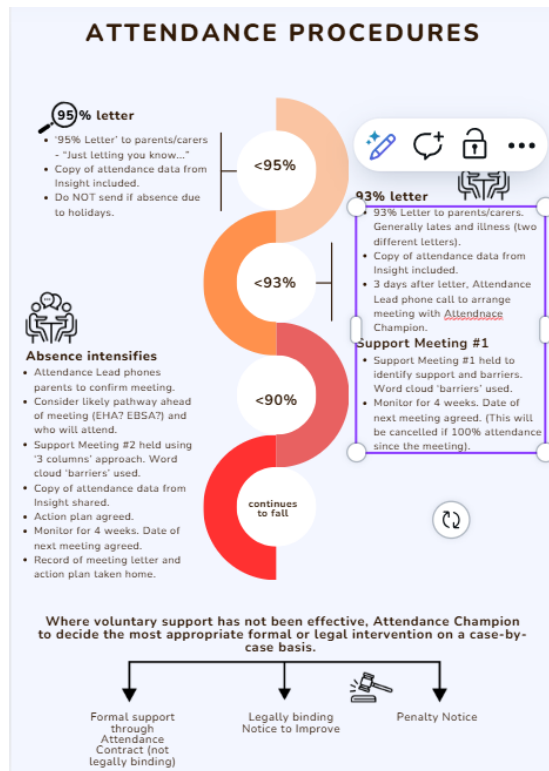 ATTENDANCE PROCEDURES
95% letter
'95% Letter' to parents/carers
- "Just letting you know..."
Copy of attendance data from
Insight included.
Do NOT send if absence due
to holidays.
<95%
93% letter
93% Letter to parents/carers.
Generally lates and illness (two
different letters).
Copy of attendance data from
Insight included.
3 days after letter, Attendance
Lead phone call to arrange
meeting with Attendnace
Champion.
<93%
Support Meeting #1
Support Meeting #1 held to
identify support and barriers.
Word cloud 'barriers' used.
Monitor for 4 weeks. Date of
next meeting agreed. (This will
be cancelled if 100% attendance
since the meeting).
<90%
Absence intensifies
Attendance Lead phones
parents to confirm meeting.
Consider likely pathway ahead
of meeting (EHA? EBSA?) and
who will attend.
Support Meeting #2 held using
'3 columns' approach. Word
cloud 'barriers' used.
Copy of attendance data from
Insight shared.
Action plan agreed.
Monitor for 4 weeks. Date of
next meeting agreed.
Record of meeting letter and
action plan taken home.
continues
to fall
Where voluntary support has not been effective, Attendance Champion
to decide the most appropriate formal or legal intervention on a case-by-
case basis.
Formal support
through
Attendance
Contract (not
legally binding)
Legally binding
Notice to Improve
Penalty Notice